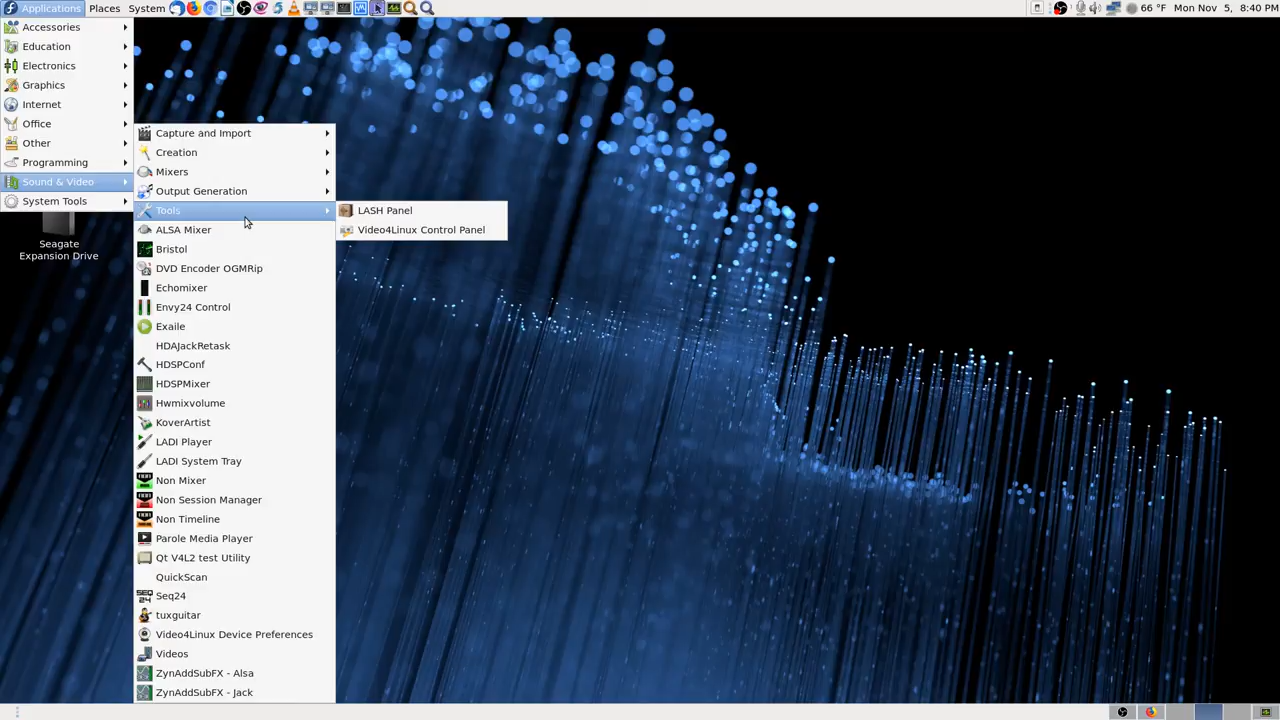 Applications Places System 66 °F Mon Nov 5, 8:40 PM
Accessories
Education
Electronics
Graphics
Internet
Office
Other
Programming
Sound & Video
System Tools
Seagate
Expansion Drive
Capture and Import
Creation
Mixers
Output Generation
Tools
ALSA Mixer
Bristol
DVD Encoder OGMRip
Echomixer
Envy24 Control
Exaile
HDAJackRetask
HDSPConf
HDSPMixer
Hwmixvolume
KoverArtist
LADI Player
LADI System Tray
Non Mixer
Non Session Manager
Non Timeline
Parole Media Player
Qt V4L2 test Utility
QuickScan
Seq24
tuxguitar
Video4Linux Device Preferences
Videos
ZynAddSubFX - Alsa
ZynAddSubFX - Jack
LASH Panel
Video4Linux Control Panel